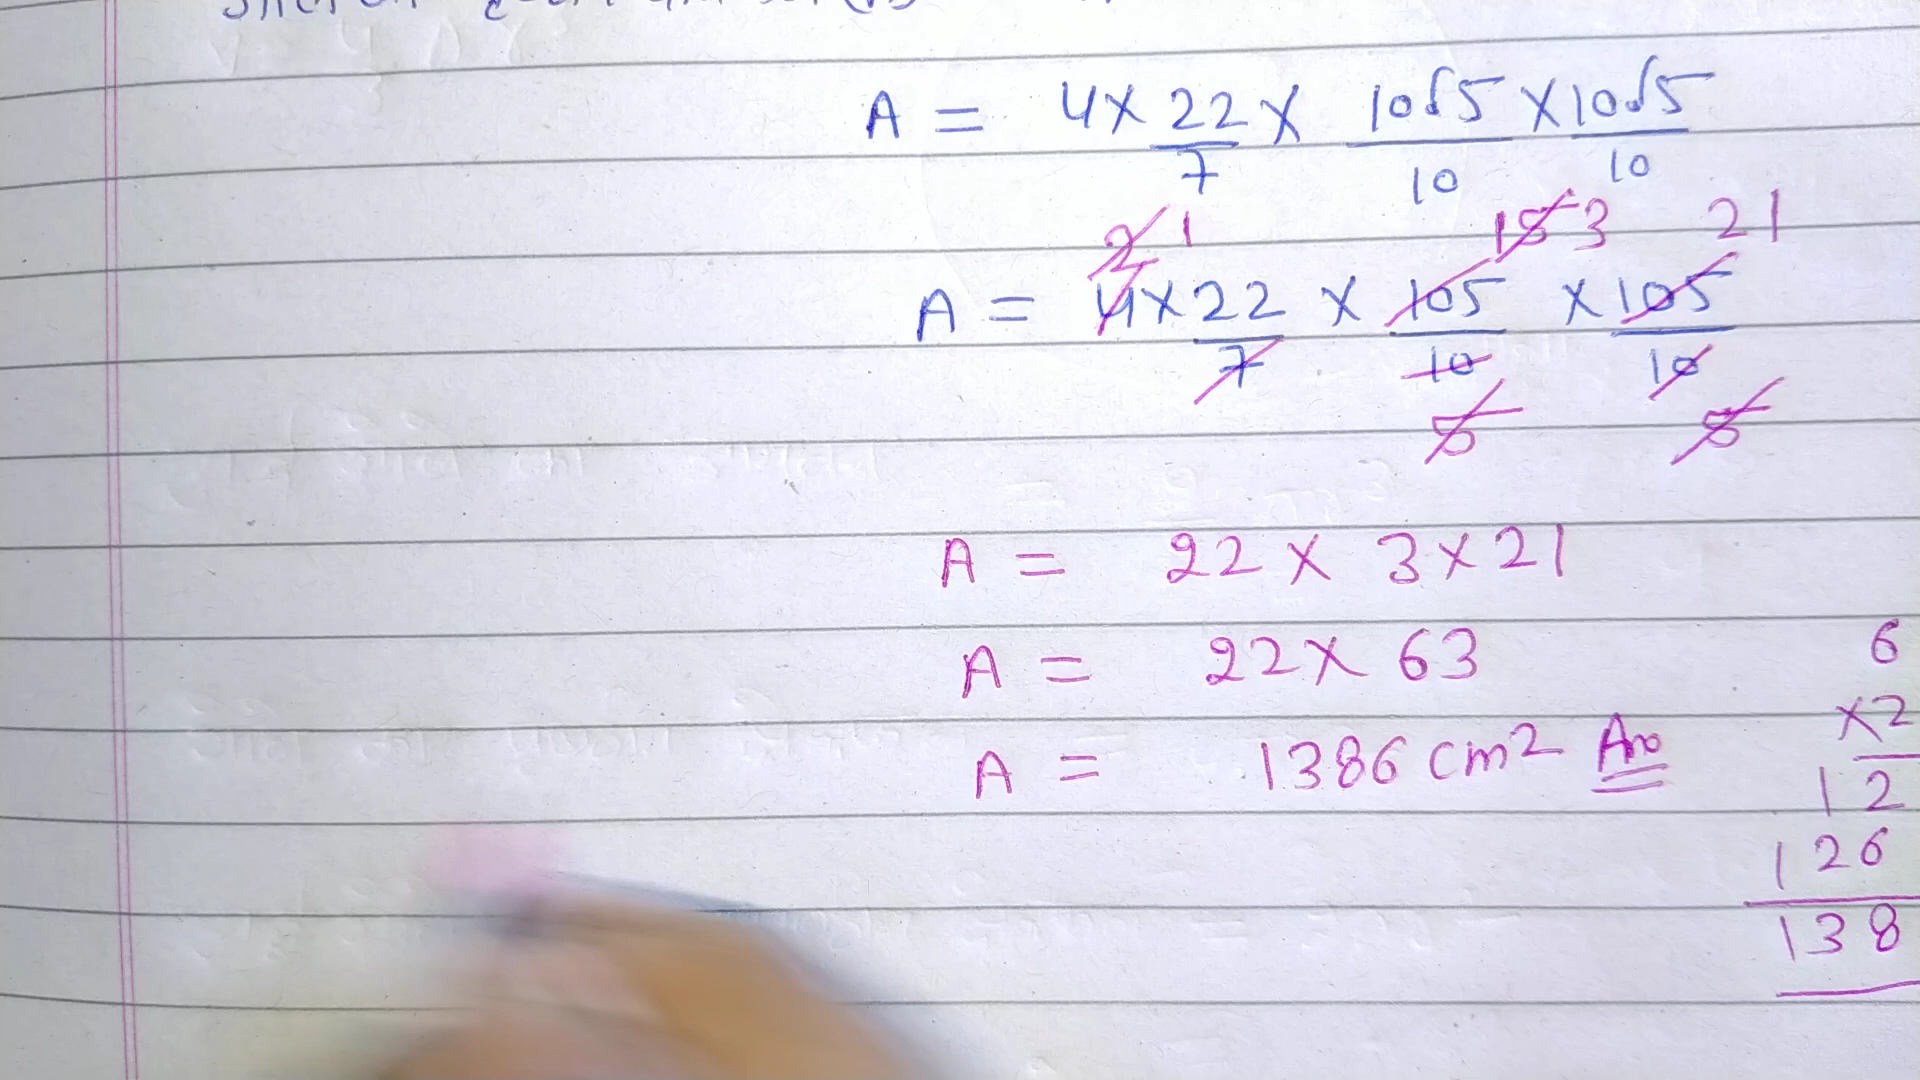 A = 4 × 22/7 × 10√5/10 × 10√5/10
2 1 15 3 21
A = 4 × 22/7 × 105/10 × 105/10
5 5
A = 22 × 3 × 21
A = 22 × 63
A = 1386 cm2 Ans
6
×2
12
126
138